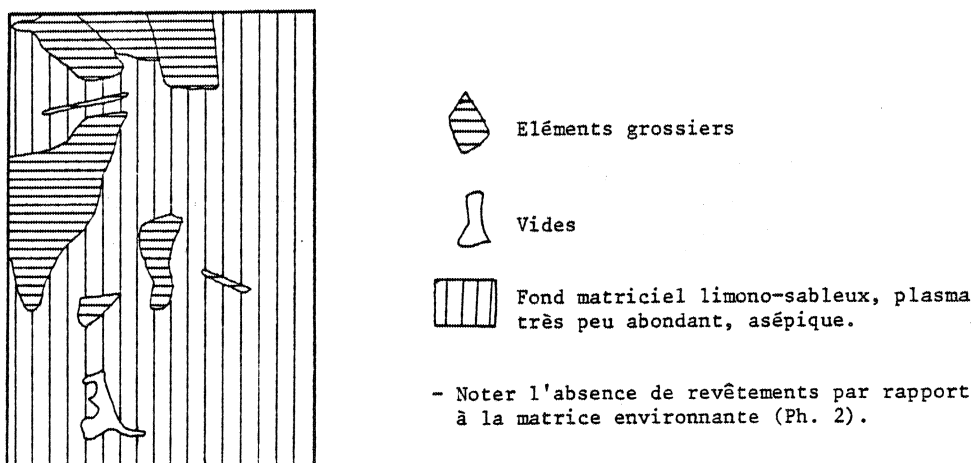 Eléments grossiers
Vides
Fond matriciel limono-sableux, plasma
très peu abondant, asépique.
- Noter l'absence de revêtements par rapport
à la matrice environnante (Ph. 2).